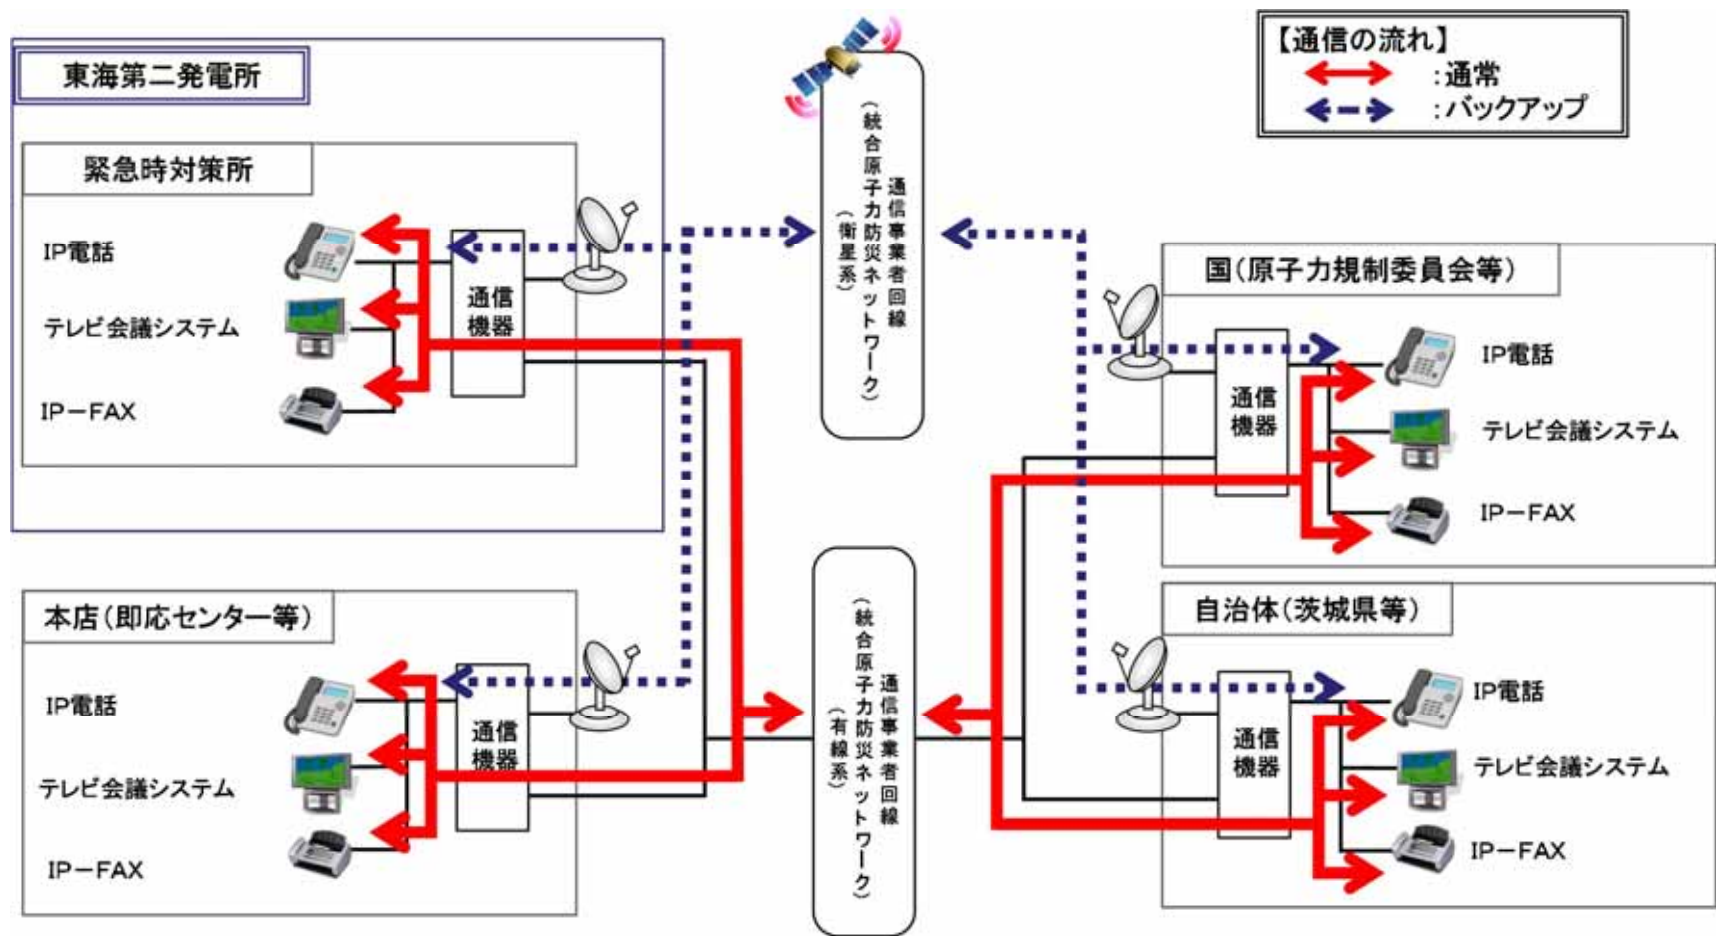 東海第二発電所
緊急時対策所
IP電話
テレビ会議システム
IP－FAX
通信
機器
本店(即応センター等)
IP電話
テレビ会議システム
IP－FAX
通信
機器
通信事業者回線
(統合原子力防災ネットワーク)
(衛星系)
通信事業者回線
(統合原子力防災ネットワーク)
(有線系)
【通信の流れ】
:通常
:バックアップ
国(原子力規制委員会等)
通信
機器
IP電話
テレビ会議システム
IP－FAX
自治体(茨城県等)
通信
機器
IP電話
テレビ会議システム
IP－FAX